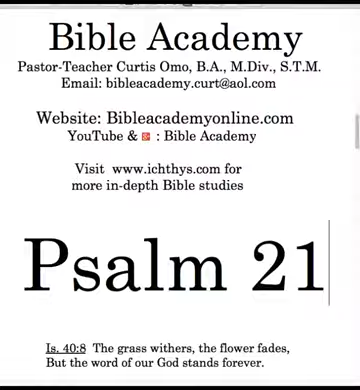 Bible Academy
Pastor-Teacher Curtis Omo, B.A., M.Div., S.T.M.
Email: bibleacademy.curt@aol.com
Website: Bibleacademyonline.com
YouTube & : Bible Academy
Visit www.ichthys.com for
more in-depth Bible studies
Psalm 21
Is. 40:8 The grass withers, the flower fades,
But the word of our God stands forever.